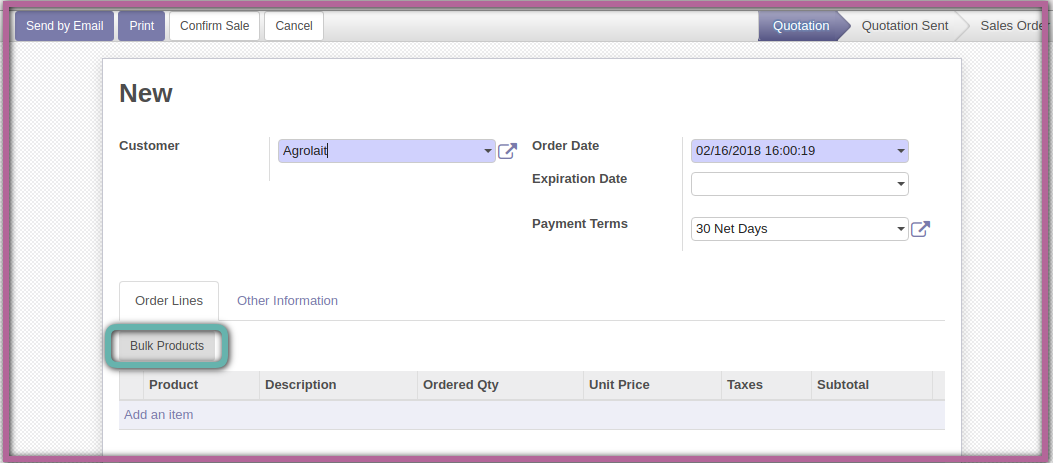 Send by Email Print Confirm Sale Cancel Quotation Quotation Sent Sales Order
New
Customer Agrolait Order Date 02/16/2018 16:00:19
Expiration Date
Payment Terms 30 Net Days
Order Lines Other Information
Bulk Products
Product Description Ordered Qty Unit Price Taxes Subtotal
Add an item